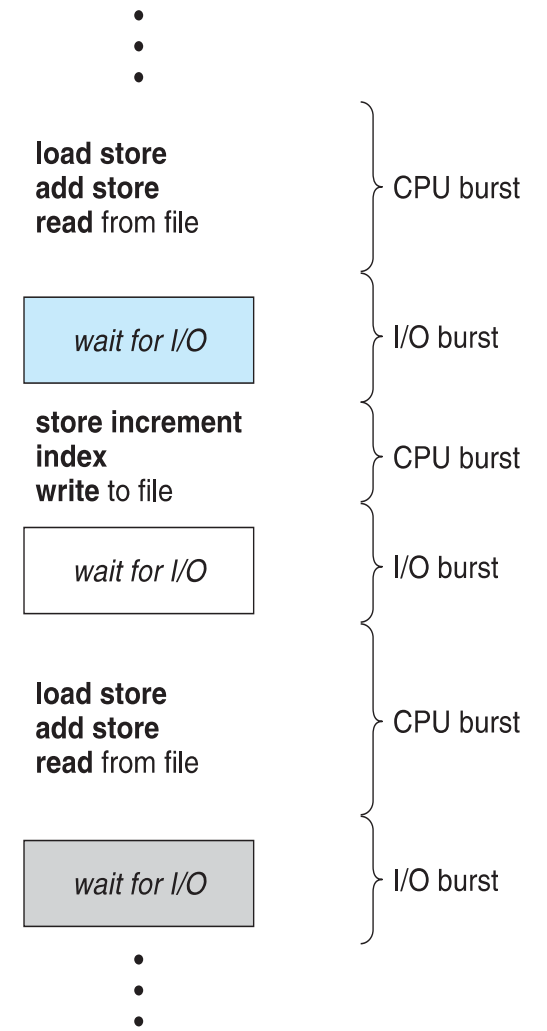 load store
add store
read from file
CPU burst
wait for I/O
I/O burst
store increment
index
write to file
CPU burst
wait for I/O
I/O burst
load store
add store
read from file
CPU burst
wait for I/O
I/O burst